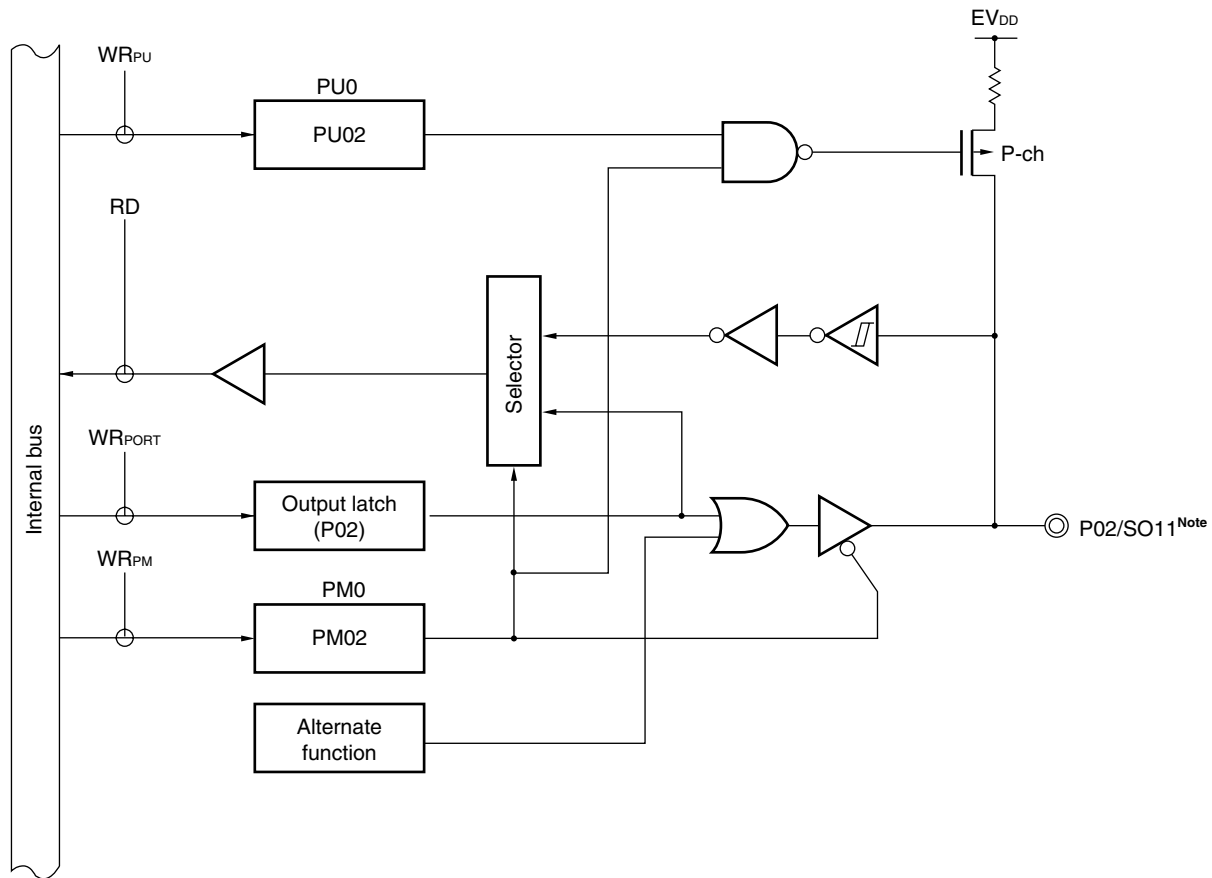 EVDD
WRPU
PU0
PU02
P-ch
RD
Selector
WRPORT
Internal bus
Output latch
(P02)
P02/SO11Note
WRPM
PM0
PM02
Alternate
function